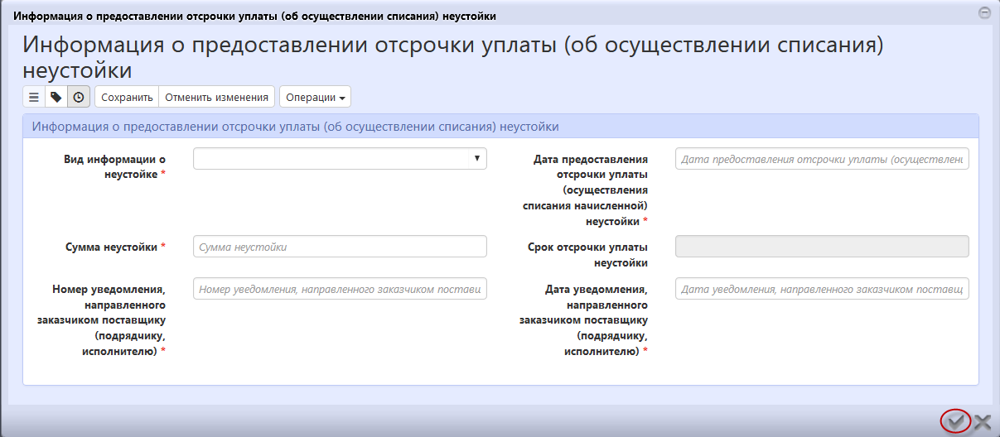 Информация о предоставлении отсрочки уплаты (об осуществлении списания) неустойки
Информация о предоставлении отсрочки уплаты (об осуществлении списания)
неустойки
Сохранить Отменить изменения Операции
Информация о предоставлении отсрочки уплаты (об осуществлении списания) неустойки
Вид информации о
неустойке *
Дата предоставления
отсрочки уплаты
(осуществления
списания начисленной)
неустойки *
Дата предоставления отсрочки уплаты (осуществлени
Сумма неустойки *
Сумма неустойки
Срок отсрочки уплаты
неустойки
Номер уведомления,
направленного
заказчиком поставщику
(подрядчику,
исполнителю) *
Номер уведомления, направленного заказчиком постави
Дата уведомления,
направленного
заказчиком поставщику
(подрядчику,
исполнителю) *
Дата уведомления, направленного заказчиком поставщ